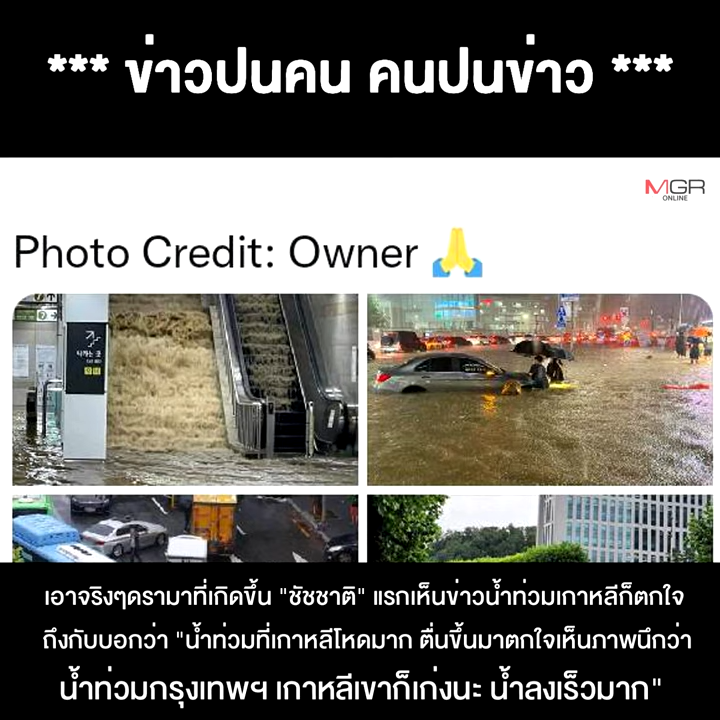 *** ข่าวปนคน คนปนข่าว ***
MGR
ONLINE
Photo Credit: Owner 🙏
나가는 곳
เอาจริงๆดรามาที่เกิดขึ้น "ชัชชาติ" แรกเห็นข่าวน้ำท่วมเกาหลีก็ตกใจ
ถึงกับบอกว่า "น้ำท่วมที่เกาหลีโหดมาก ตื่นขึ้นมาตกใจเห็นภาพนึกว่า
น้ำท่วมกรุงเทพฯ เกาหลีเขาก็เก่งนะ น้ำลงเร็วมาก"